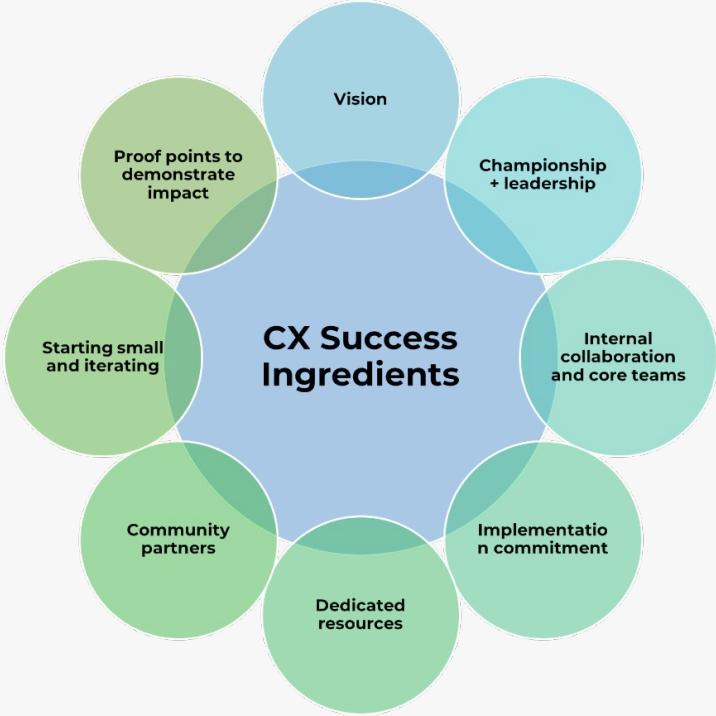 Vision
Championship
+ leadership
Internal
collaboration
and core teams
Implementatio
n commitment
Dedicated
resources
Community
partners
Starting small
and iterating
Proof points to
demonstrate
impact
CX Success
Ingredients